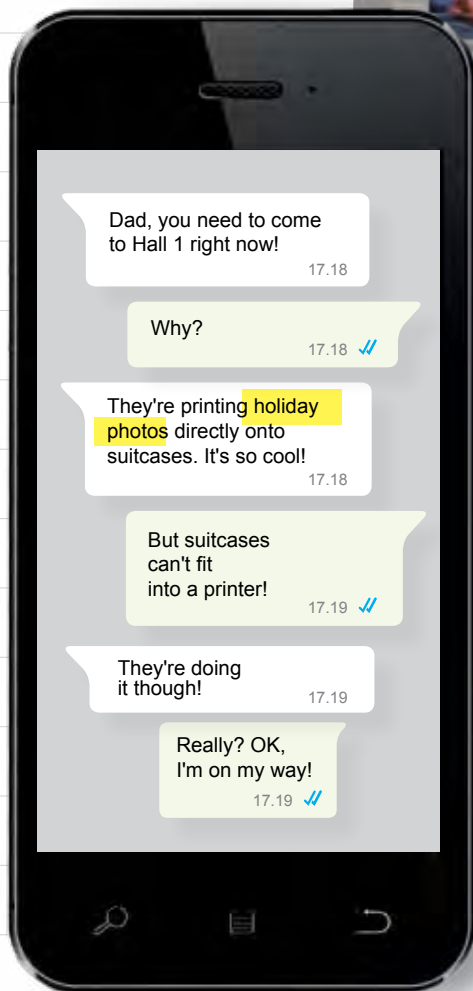 Dad, you need to come
to Hall 1 right now!
17.18
Why?
17.18
They're printing holiday
photos directly onto
suitcases. It's so cool!
17.18
But suitcases
can't fit
into a printer!
17.19
They're doing
it though!
17.19
Really? OK,
I'm on my way!
17.19